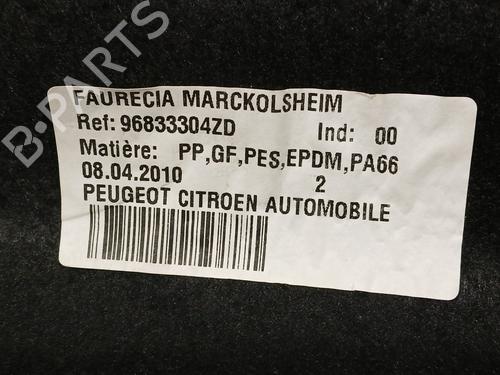 B-PARTS
FAURECIA MARCKOLSHEIM
Ref: 96833304ZD Ind: 00
Matière: PP,GF,PES,EPDM,PA66
08.04.2010 2
PEUGEOT CITROEN AUTOMOBILE